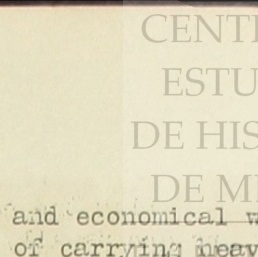 CENT
ESTU
DE HIS
DE M
and economical w
of carrying heav